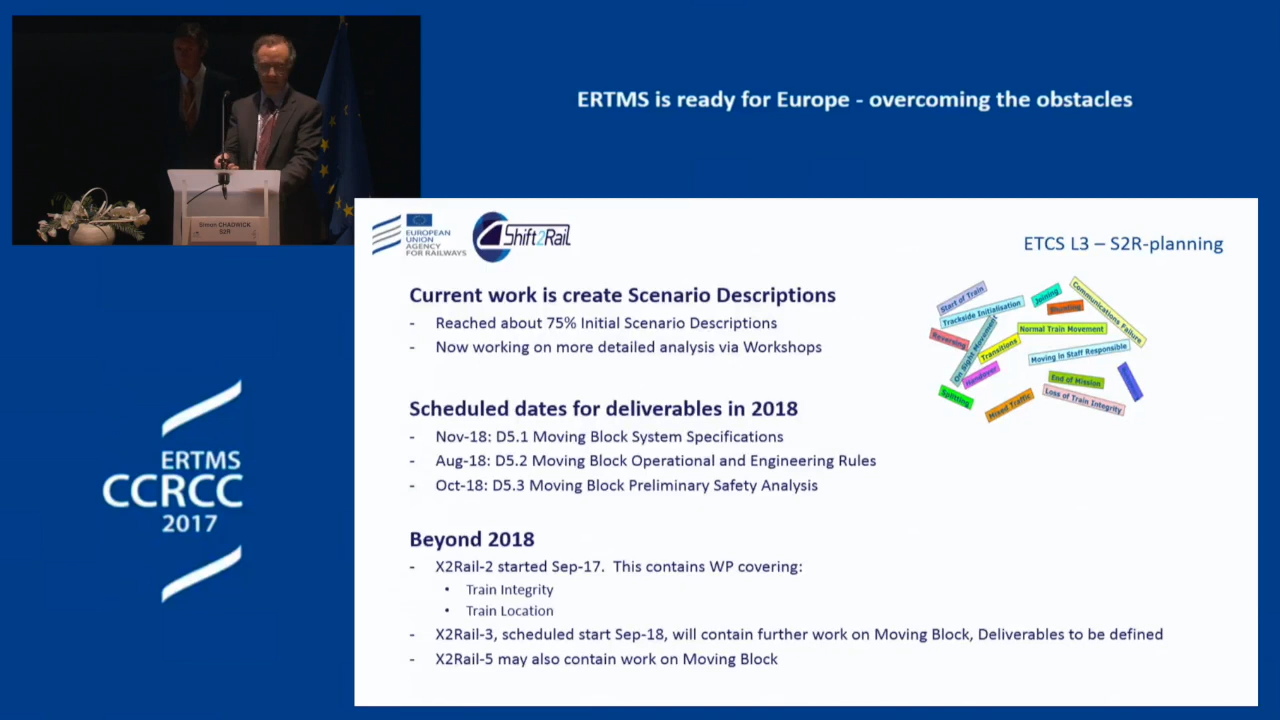 ERTMS is ready for Europe - overcoming the obstacles
Simon CHADWICK
S2R
EUROPEAN
UNION
AGENCY
FOR RAILWAYS
Shift2Rail
ETCS L3 – S2R-planning
Current work is create Scenario Descriptions
- Reached about 75% Initial Scenario Descriptions
- Now working on more detailed analysis via Workshops
Start of Train
Trackside Initialisation
Joining
Shunting
Communications Failure
Reversing
On Sight Movement
Normal Train Movement
Transitions
Moving in Staff Responsible
Handover
End of Mission
Splitting
Mixed Traffic
Loss of Train Integrity
Scheduled dates for deliverables in 2018
- Nov-18: D5.1 Moving Block System Specifications
- Aug-18: D5.2 Moving Block Operational and Engineering Rules
- Oct-18: D5.3 Moving Block Preliminary Safety Analysis
Beyond 2018
- X2Rail-2 started Sep-17. This contains WP covering:
• Train Integrity
• Train Location
- X2Rail-3, scheduled start Sep-18, will contain further work on Moving Block, Deliverables to be defined
- X2Rail-5 may also contain work on Moving Block
ERTMS
CCRCC
2017